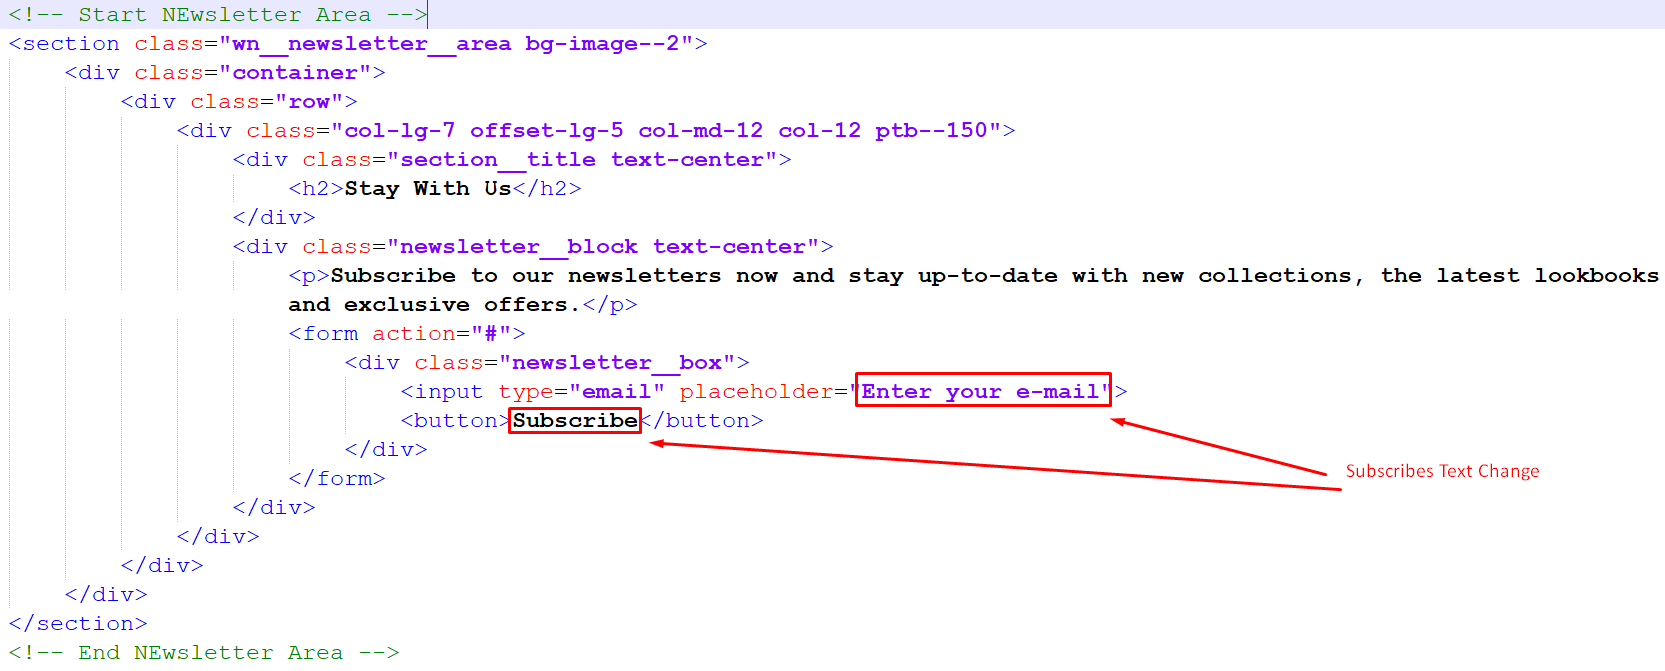 <!-- Start NEwsletter Area -->
<section class="wn__newsletter__area bg-image--2">
<div class="container">
<div class="row">
<div class="col-lg-7 offset-lg-5 col-md-12 col-12 ptb--150">
<div class="section__title text-center">
<h2>Stay With Us</h2>
</div>
<div class="newsletter__block text-center">
<p>Subscribe to our newsletters now and stay up-to-date with new collections, the latest lookbooks
and exclusive offers.</p>
<form action="#">
<div class="newsletter__box">
<input type="email" placeholder="Enter your e-mail">
<button>Subscribe</button>
</div>
Subscribes Text Change
</form>
</div>
</div>
</div>
</div>
</section>
<!-- End NEwsletter Area -->